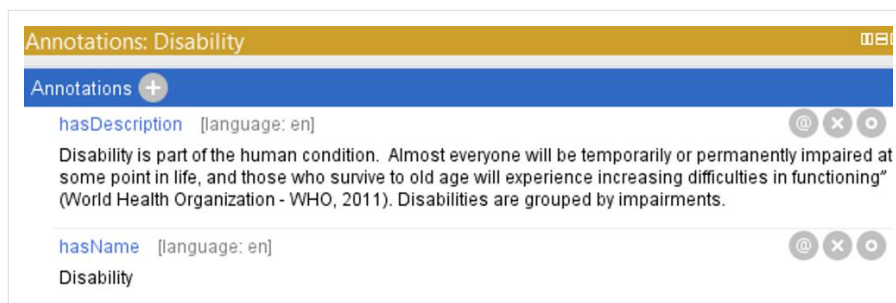 Annotations: Disability
Annotations +
hasDescription [language: en]
Disability is part of the human condition.  Almost everyone will be temporarily or permanently impaired at
some point in life, and those who survive to old age will experience increasing difficulties in functioning"
(World Health Organization - WHO, 2011). Disabilities are grouped by impairments.
hasName [language: en]
Disability